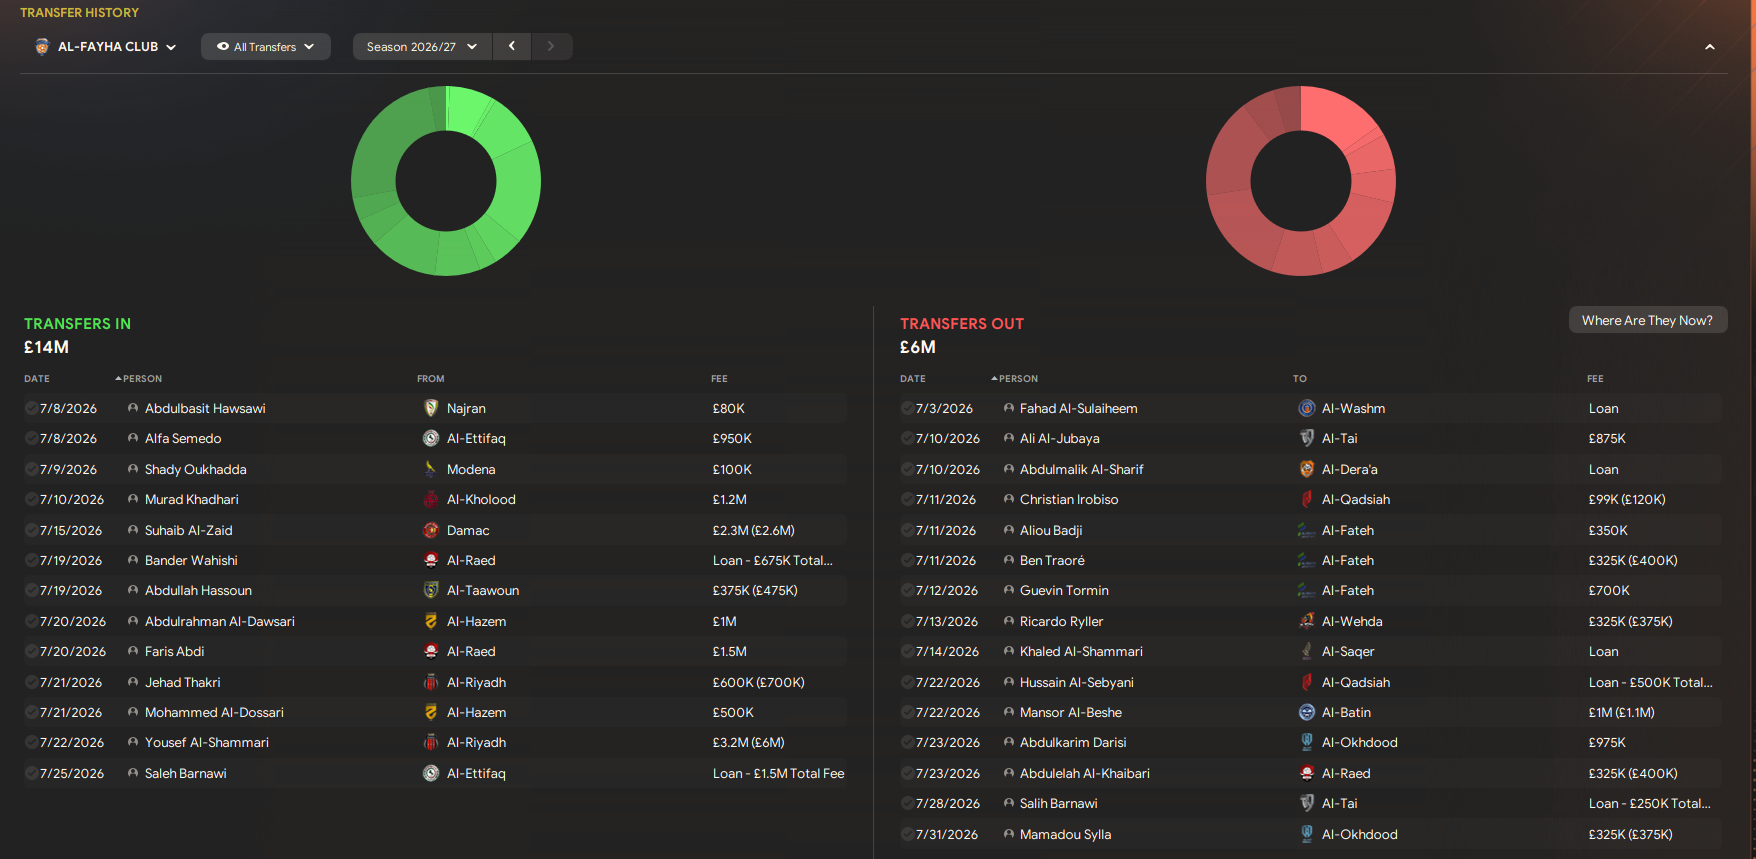 TRANSFER HISTORY
AL-FAYHA CLUB All Transfers Season 2026/27
TRANSFERS IN
£14M
DATE PERSON FROM FEE
7/8/2026 Abdulbasit Hawsawi Najran £80K
7/8/2026 Alfa Semedo Al-Ettifaq £950K
7/9/2026 Shady Oukhadda Modena £100K
7/10/2026 Murad Khadhari Al-Kholood £1.2M
7/15/2026 Suhaib Al-Zaid Damac £2.3M (£2.6M)
7/19/2026 Bander Wahishi Al-Raed Loan - £675K Total...
7/19/2026 Abdullah Hassoun Al-Taawoun £375K (£475K)
7/20/2026 Abdulrahman Al-Dawsari Al-Hazem £1M
7/20/2026 Faris Abdi Al-Raed £1.5M
7/21/2026 Jehad Thakri Al-Riyadh £600K (£700K)
7/21/2026 Mohammed Al-Dossari Al-Hazem £500K
7/22/2026 Yousef Al-Shammari Al-Riyadh £3.2M (£6M)
7/25/2026 Saleh Barnawi Al-Ettifaq Loan - £1.5M Total Fee
TRANSFERS OUT
£6M
Where Are They Now?
DATE PERSON TO FEE
7/3/2026 Fahad Al-Sulaiheem Al-Washm Loan
7/10/2026 Ali Al-Jubaya Al-Tai £875K
7/10/2026 Abdulmalik Al-Sharif Al-Dera'a Loan
7/11/2026 Christian Irobiso Al-Qadsiah £99K (£120K)
7/11/2026 Aliou Badji Al-Fateh £350K
7/11/2026 Ben Traoré Al-Fateh £325K (£400K)
7/12/2026 Guevin Tormin Al-Fateh £700K
7/13/2026 Ricardo Ryller Al-Wehda £325K (£375K)
7/14/2026 Khaled Al-Shammari Al-Saqer Loan
7/22/2026 Hussain Al-Sebyani Al-Qadsiah Loan - £500K Total...
7/22/2026 Mansor Al-Beshe Al-Batin £1M (£1.1M)
7/23/2026 Abdulkarim Darisi Al-Okhdood £975K
7/23/2026 Abdulelah Al-Khaibari Al-Raed £325K (£400K)
7/28/2026 Salih Barnawi Al-Tai Loan - £250K Total...
7/31/2026 Mamadou Sylla Al-Okhdood £325K (£375K)